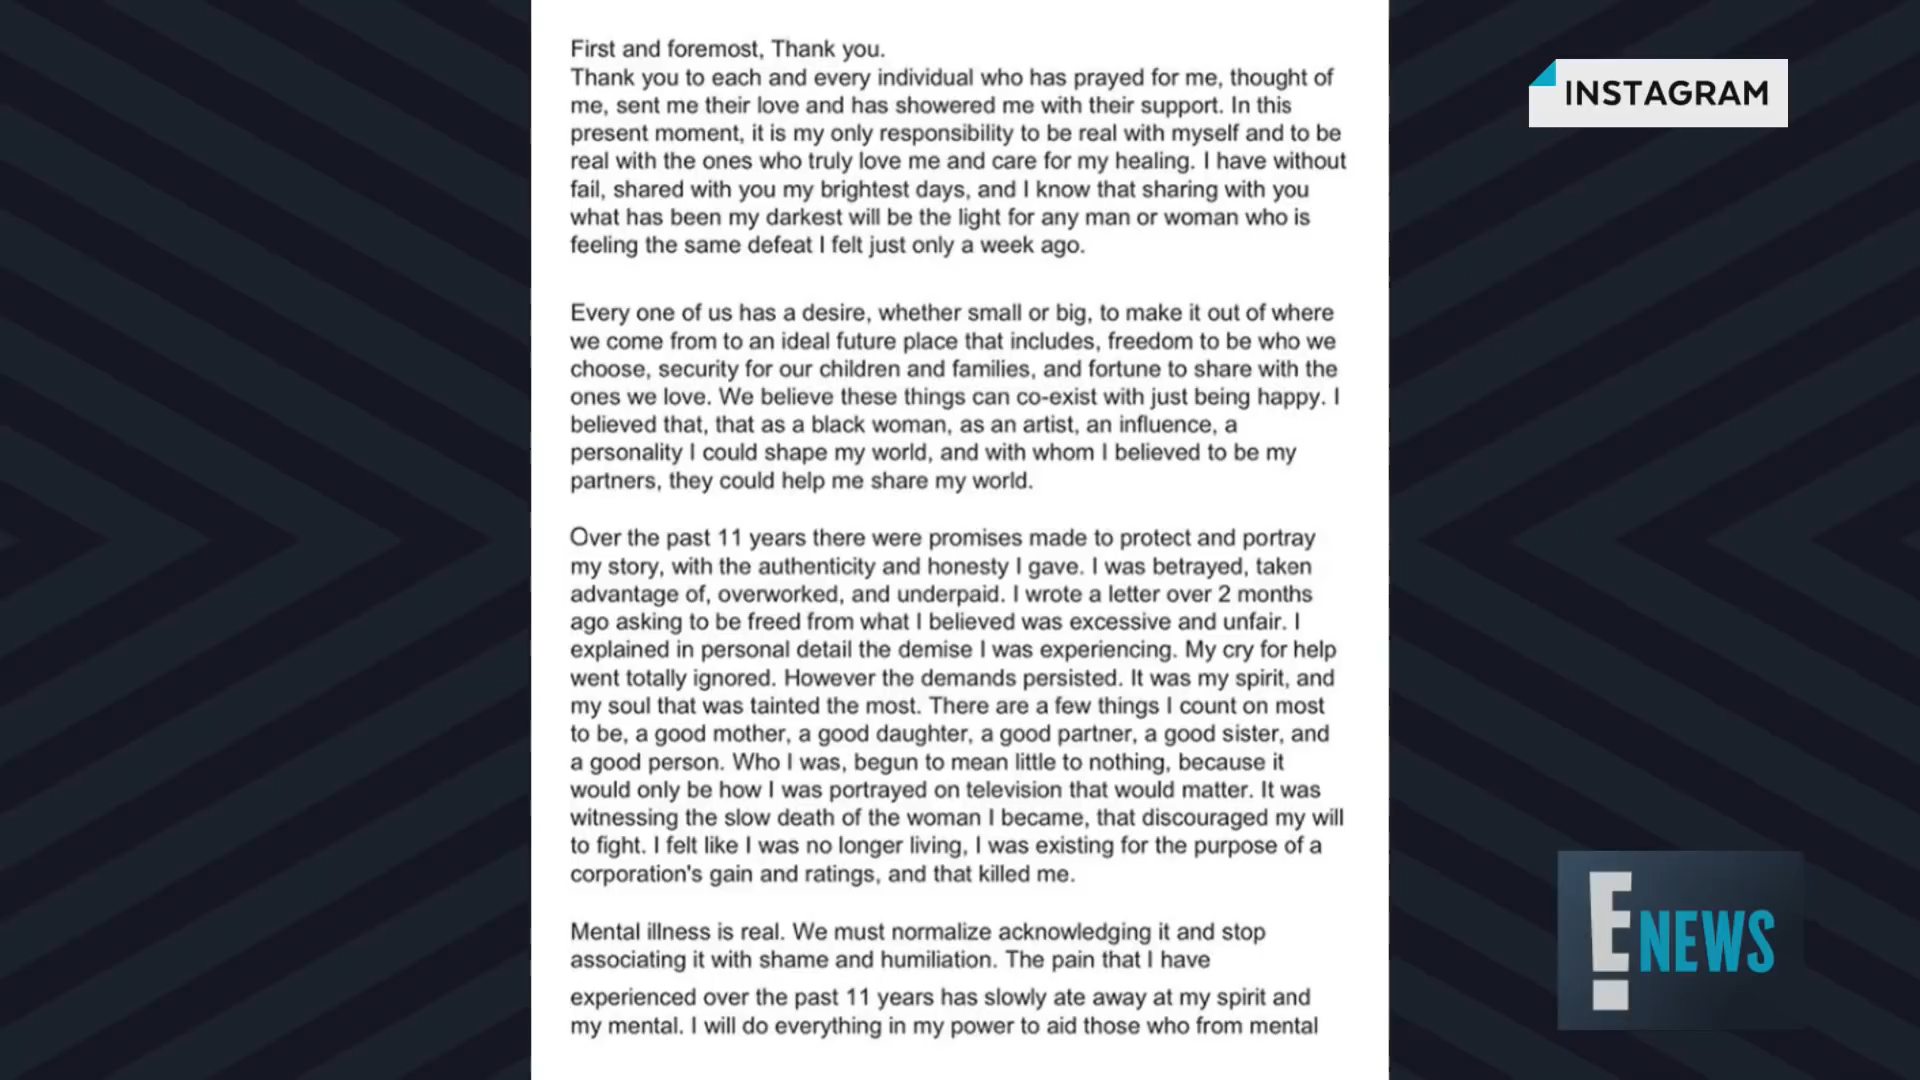 First and foremost, Thank you.
Thank you to each and every individual who has prayed for me, thought of
me, sent me their love and has showered me with their support. In this
present moment, it is my only responsibility to be real with myself and to be
real with the ones who truly love me and care for my healing. I have without
fail, shared with you my brightest days, and I know that sharing with you
what has been my darkest will be the light for any man or woman who is
feeling the same defeat I felt just only a week ago.
Every one of us has a desire, whether small or big, to make it out of where
we come from to an ideal future place that includes, freedom to be who we
choose, security for our children and families, and fortune to share with the
ones we love. We believe these things can co-exist with just being happy. I
believed that, that as a black woman, as an artist, an influence, a
personality I could shape my world, and with whom I believed to be my
partners, they could help me share my world.
Over the past 11 years there were promises made to protect and portray
my story, with the authenticity and honesty I gave. I was betrayed, taken
advantage of, overworked, and underpaid. I wrote a letter over 2 months
ago asking to be freed from what I believed was excessive and unfair. I
explained in personal detail the demise I was experiencing. My cry for help
went totally ignored. However the demands persisted. It was my spirit, and
my soul that was tainted the most. There are a few things I count on most
to be, a good mother, a good daughter, a good partner, a good sister, and
a good person. Who I was, begun to mean little to nothing, because it
would only be how I was portrayed on television that would matter. It was
witnessing the slow death of the woman I became, that discouraged my will
to fight. I felt like I was no longer living, I was existing for the purpose of a
corporation's gain and ratings, and that killed me.
Mental illness is real. We must normalize acknowledging it and stop
associating it with shame and humiliation. The pain that I have
experienced over the past 11 years has slowly ate away at my spirit and
my mental. I will do everything in my power to aid those who from mental
INSTAGRAM
E! NEWS